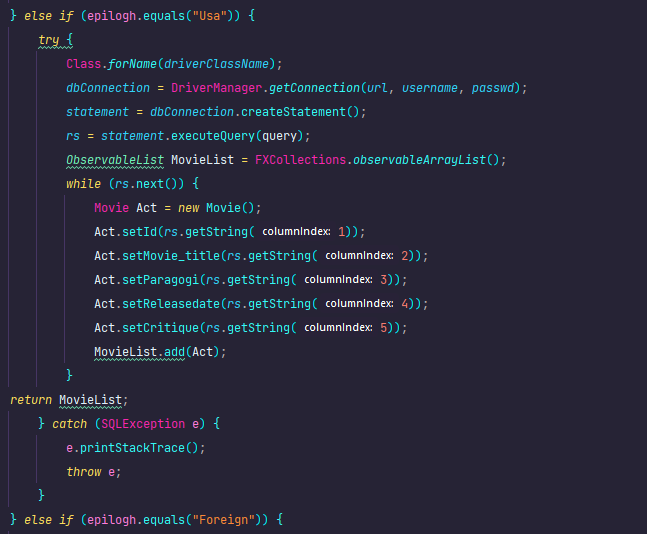 } else if (epilogh.equals("Usa")) {
try {
Class.forName(driverClassName);
dbConnection = DriverManager.getConnection(url, username, passwd);
statement = dbConnection.createStatement();
rs = statement.executeQuery(query);
ObservableList MovieList = FXCollections.observableArrayList();
while (rs.next()) {
Movie Act = new Movie();
Act.setId(rs.getString( columnIndex: 1));
Act.setMovie_title(rs.getString( columnIndex: 2));
Act.setParagogi(rs.getString( columnIndex: 3));
Act.setReleasedate(rs.getString( columnIndex: 4));
Act.setCritique(rs.getString( columnIndex: 5));
MovieList.add(Act);
}
return MovieList;
} catch (SQLException e) {
e.printStackTrace();
throw e;
}
} else if (epilogh.equals("Foreign")) {